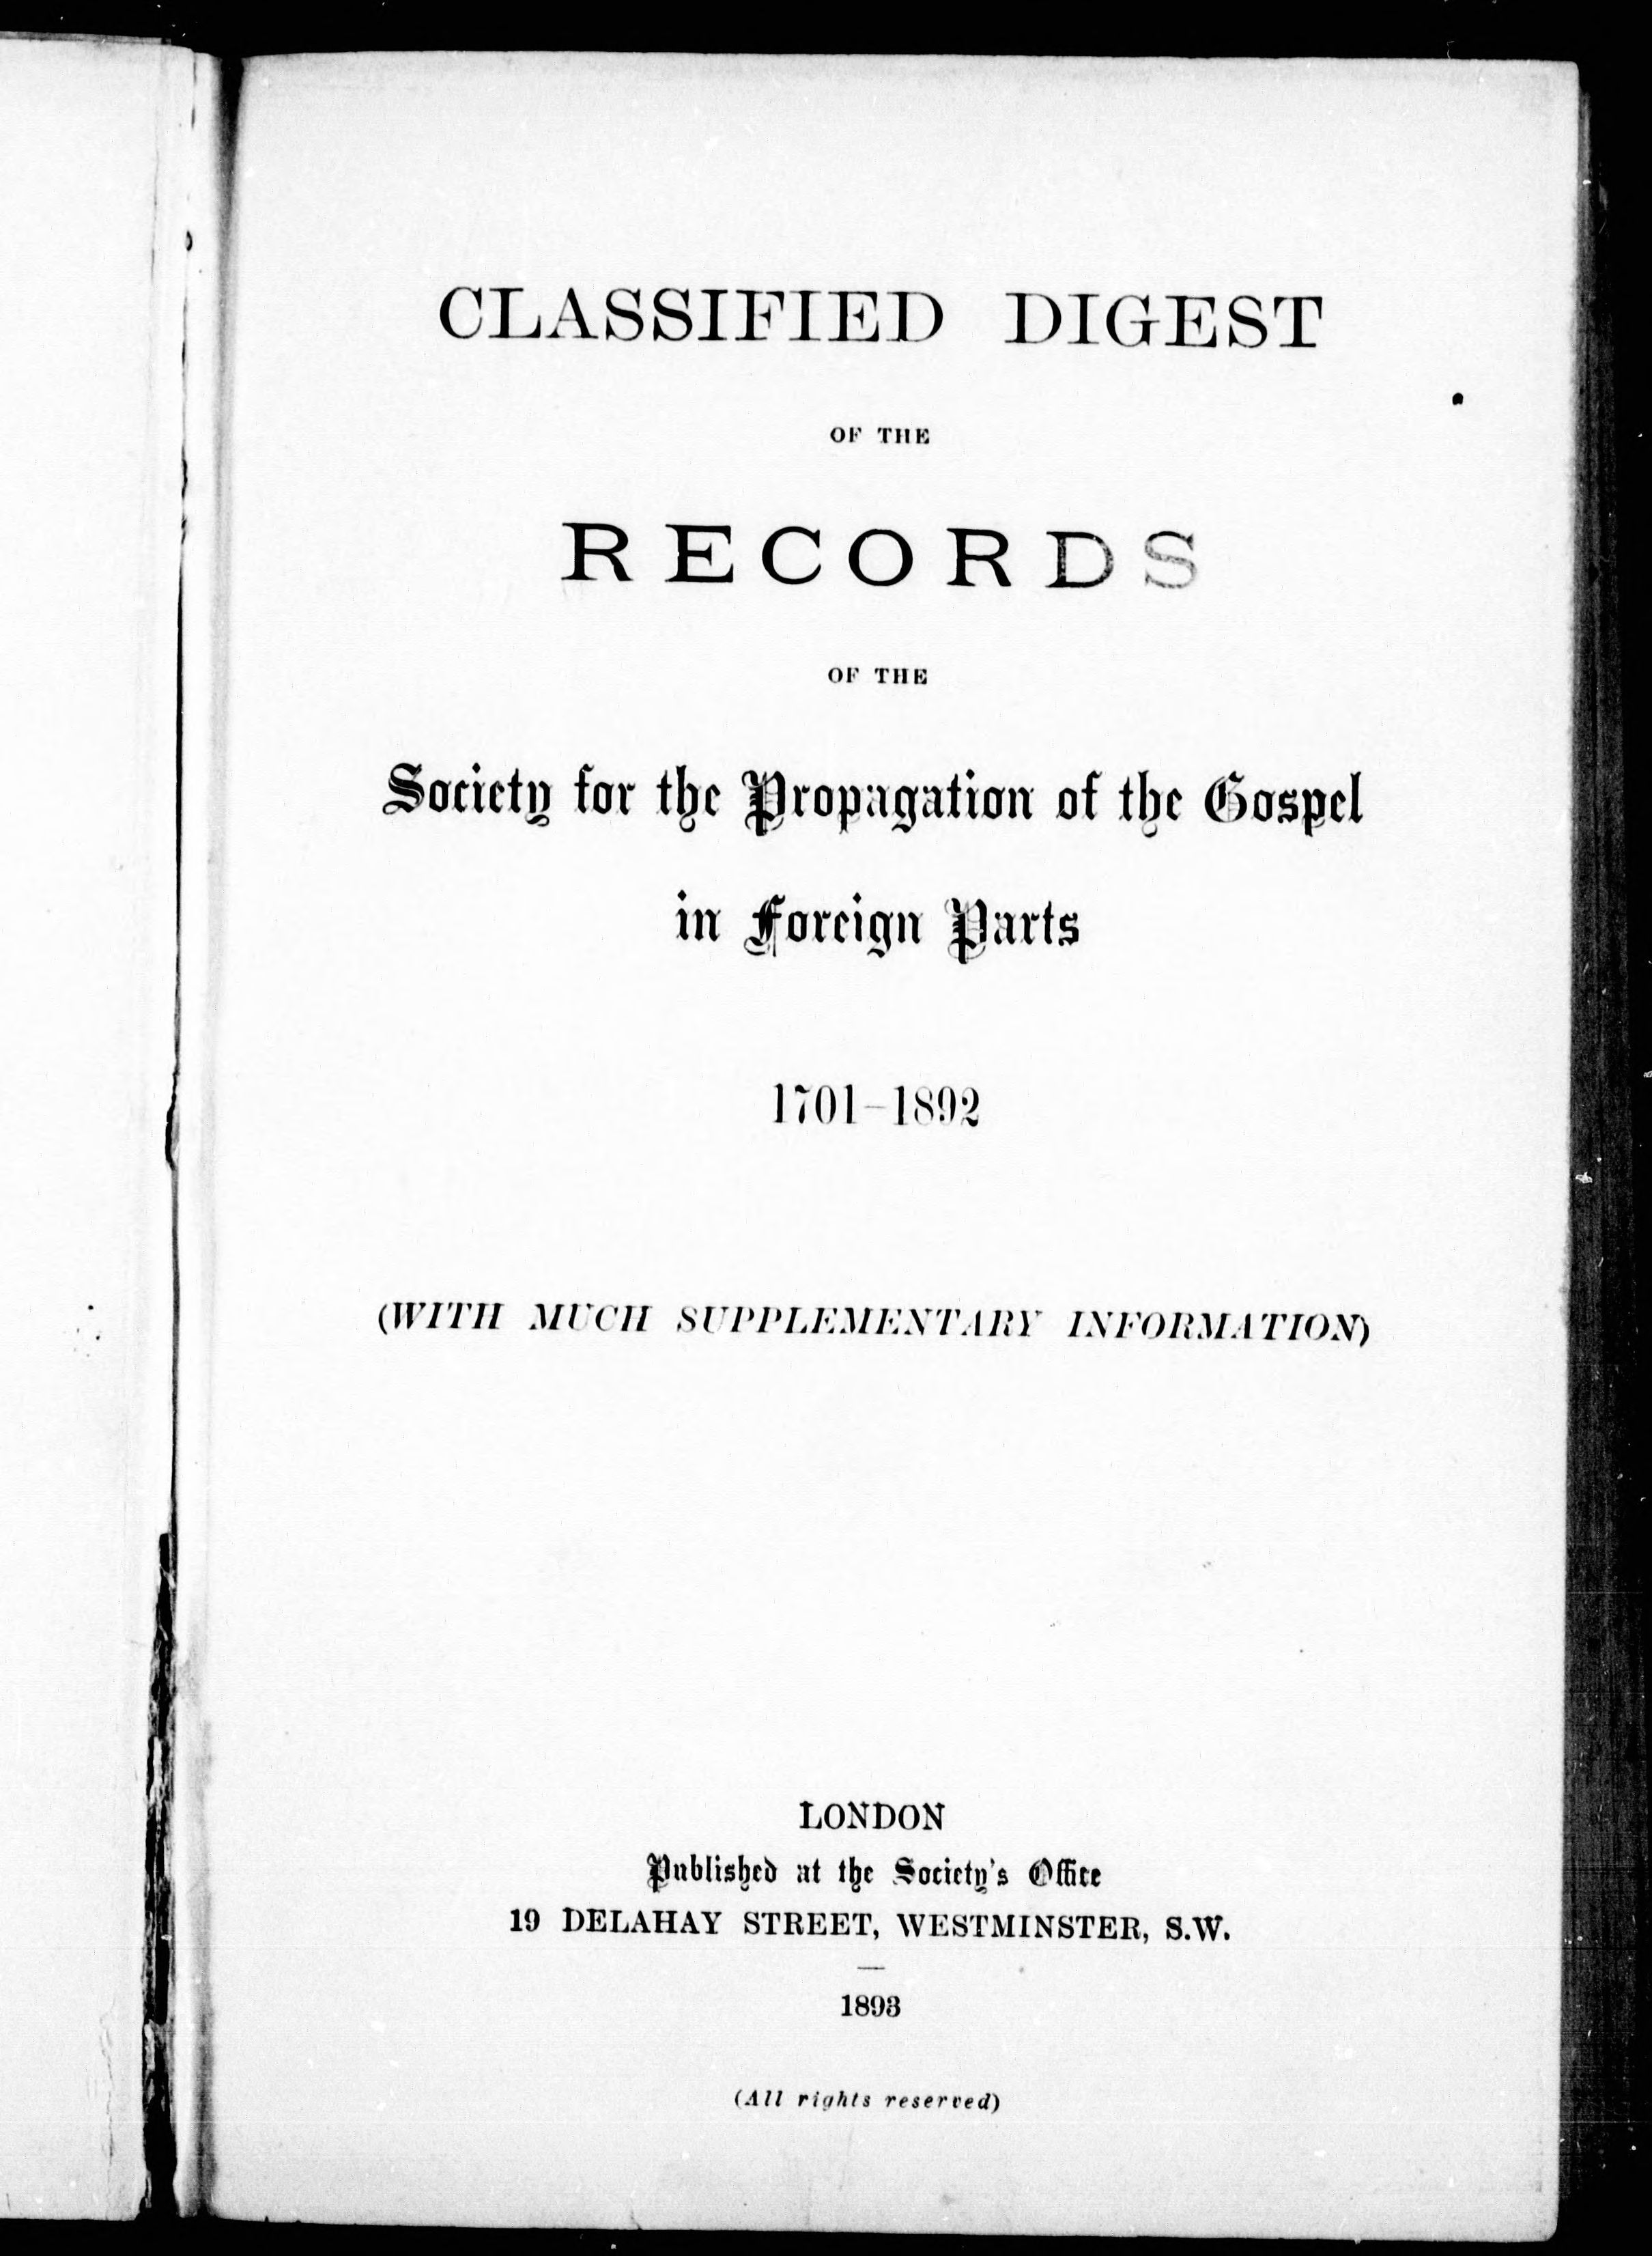 CLASSIFIED DIGEST
OF THE
RECORDS
OF THE
Society for the Propagation of the Gospel
in Foreign Parts
1701–1892
(WITH MUCH SUPPLEMENTARY INFORMATION)
LONDON
Published at the Society's Office
19 DELAHAY STREET, WESTMINSTER, S.W.
1893
(All rights reserved)